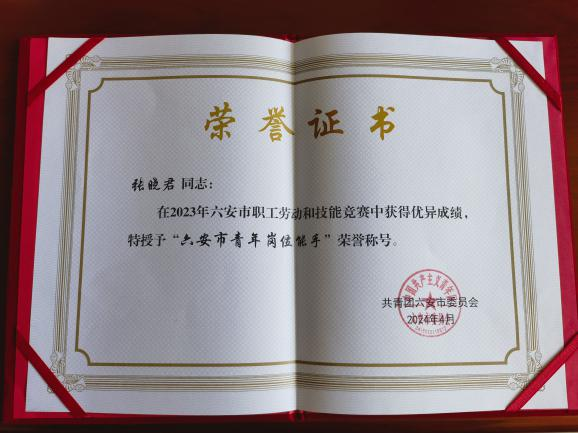 荣誉证书
张晓君 同志：
在2023年六安市职工劳动和技能竞赛中获得优异成绩，
特授予“六安市青年岗位能手”荣誉称号。
共青团六安市委员会
2024年4月